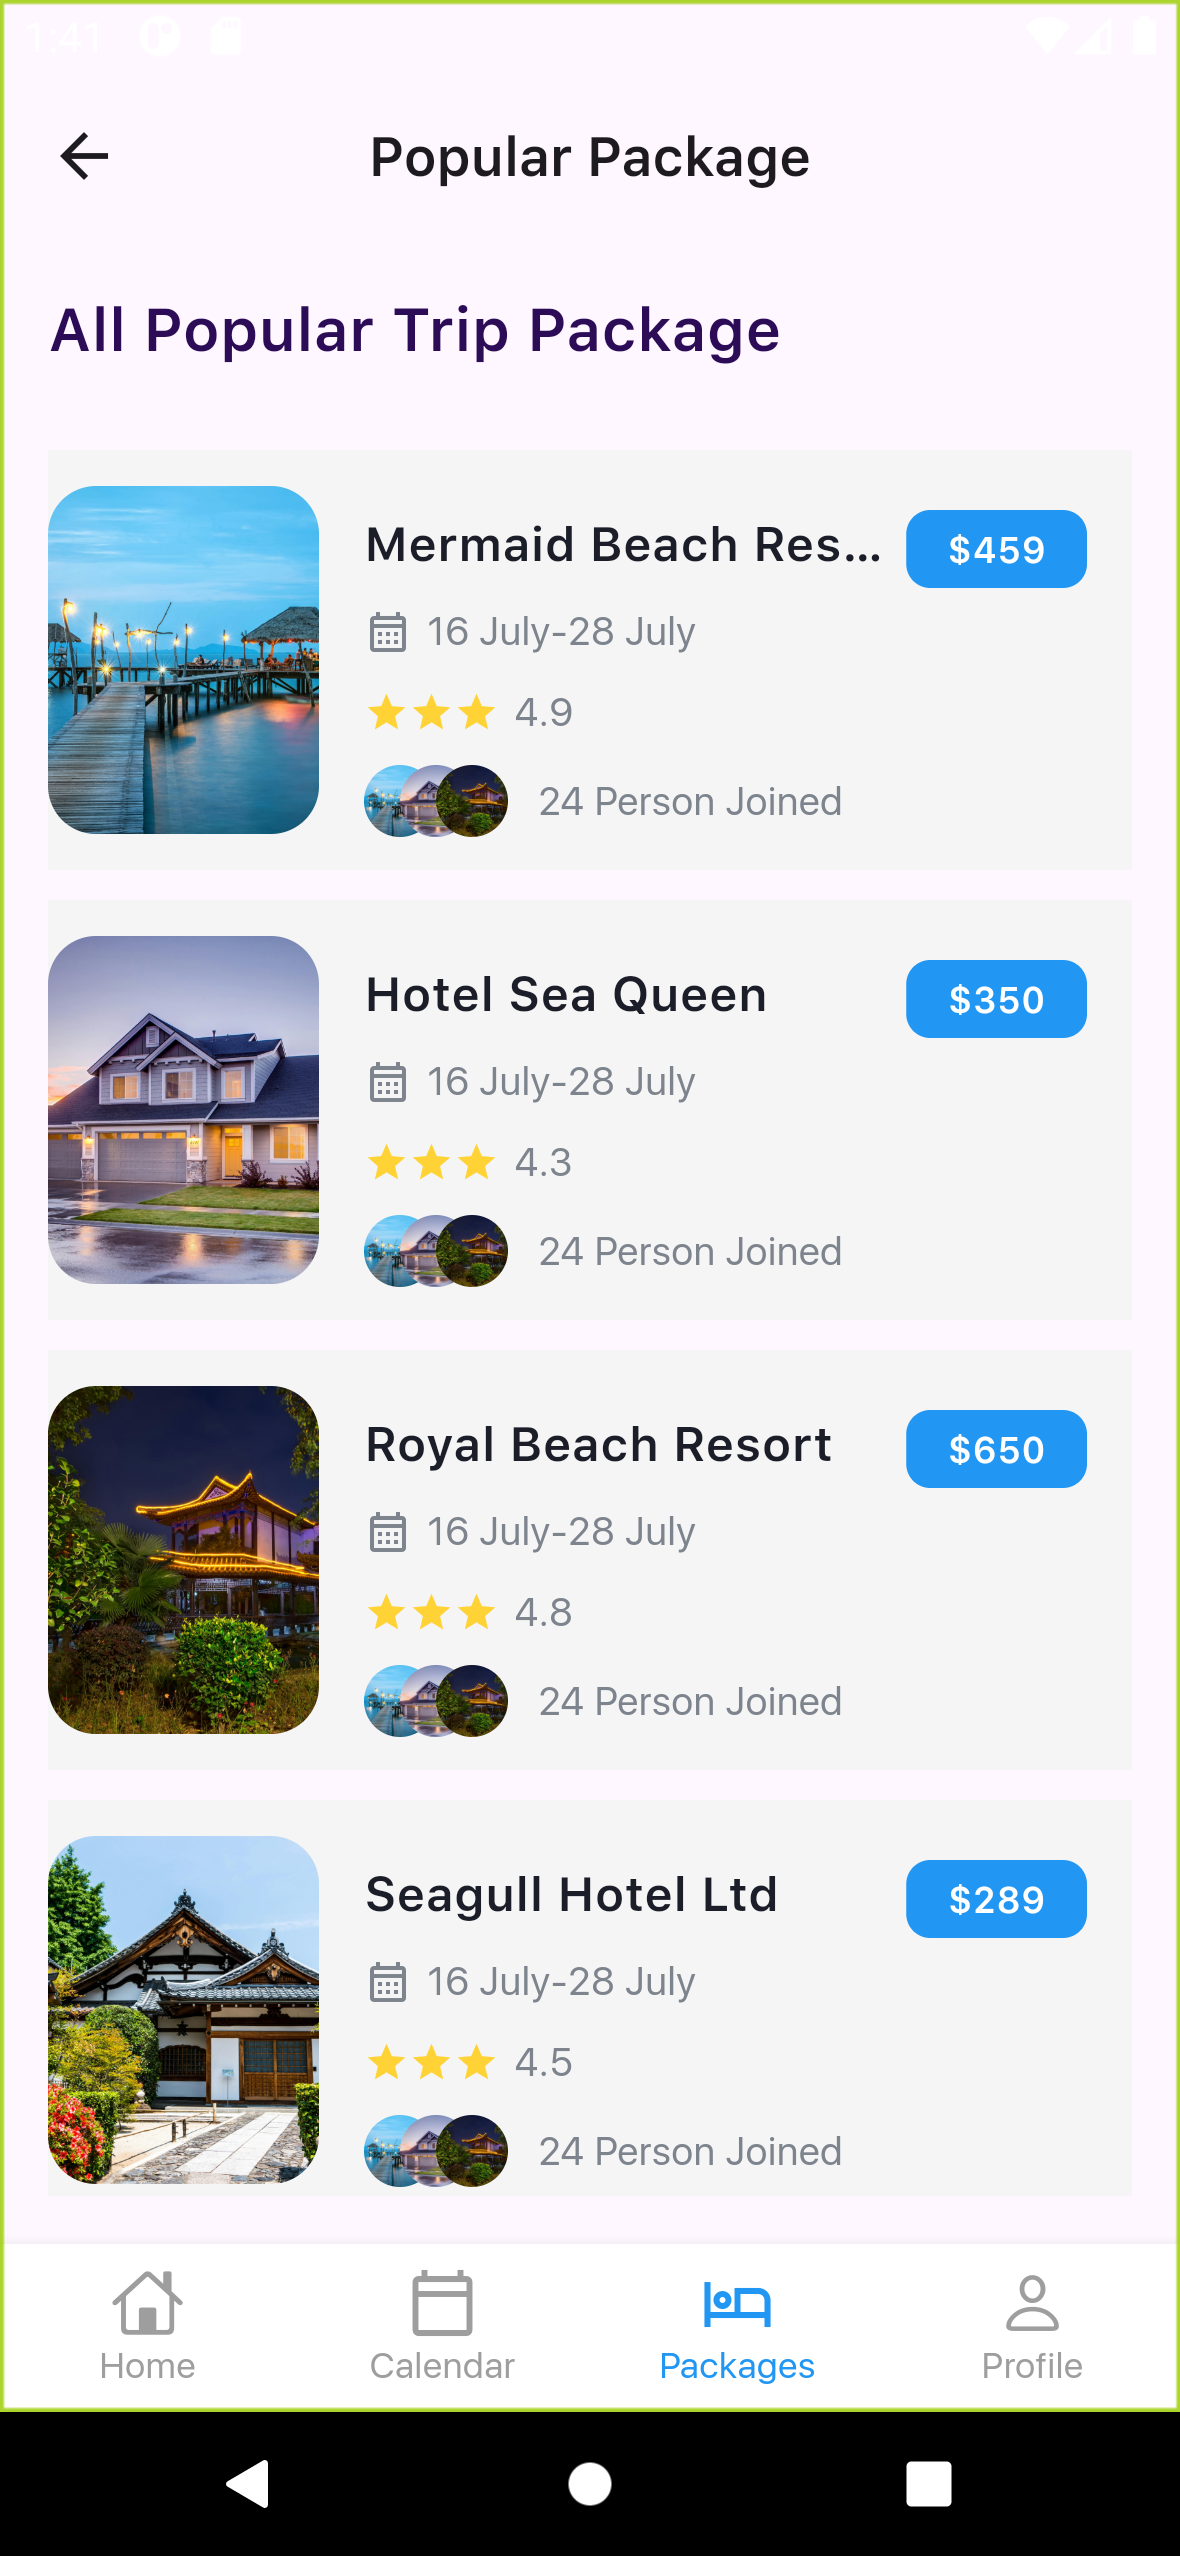 1:41
Popular Package
All Popular Trip Package
Mermaid Beach Res...
$459
16 July-28 July
4.9
24 Person Joined
Hotel Sea Queen
$350
16 July-28 July
4.3
24 Person Joined
Royal Beach Resort
$650
16 July-28 July
4.8
24 Person Joined
Seagull Hotel Ltd
$289
16 July-28 July
4.5
24 Person Joined
Home Calendar Packages Profile